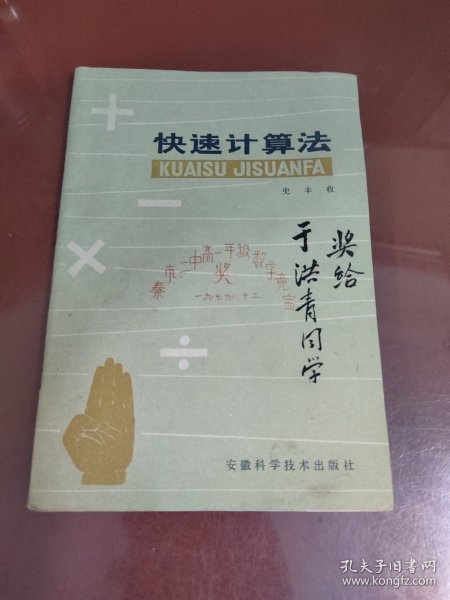 快速计算法
KUAISU JISUANFA
史丰收
奖给
于洪青同学
秦市一中高一年级数学竞赛
奖
一九七九.十二
安徽科学技术出版社
孔夫子旧书网
www.kongfz.com